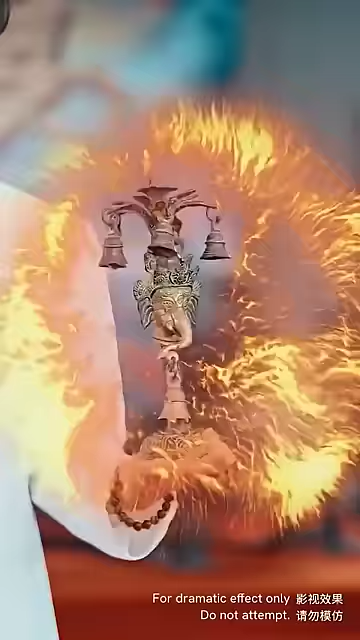 For dramatic effect only 影视效果
Do not attempt. 请勿模仿